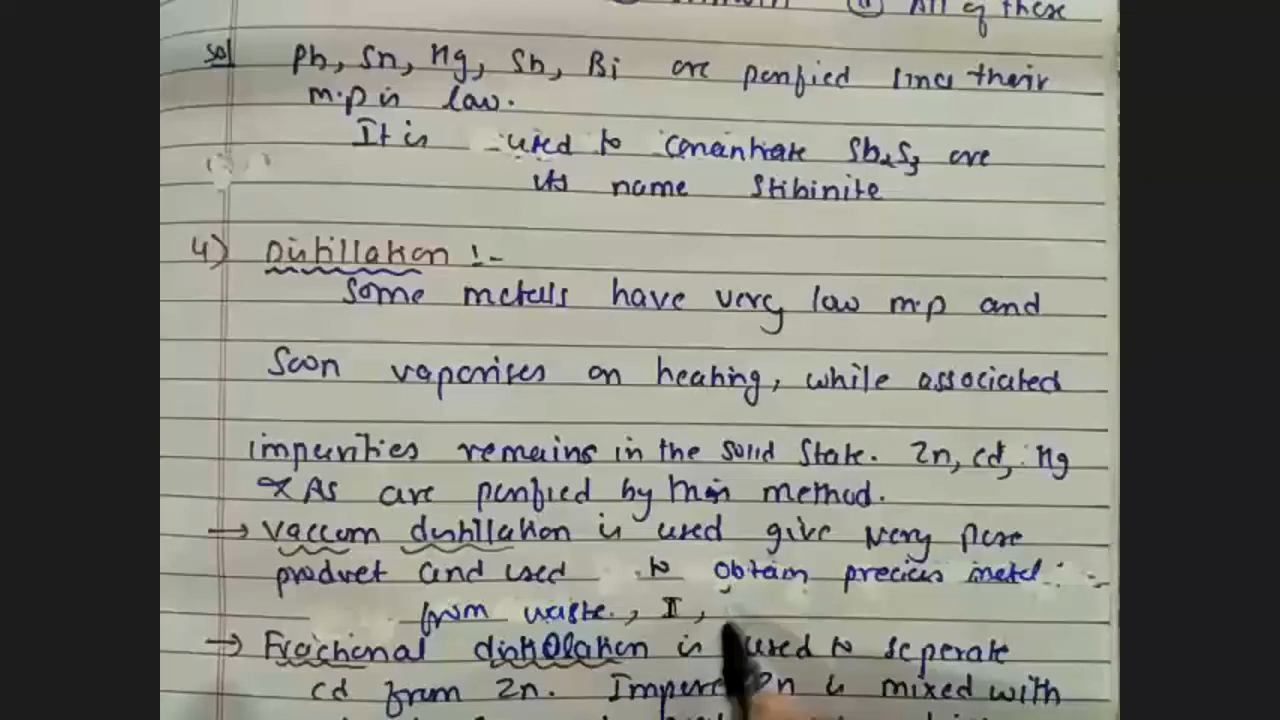 All of these
Sol Pb, Sn, Hg, Sb, Bi are purified since their
m.p is low.
It is used to concentrate Sb2S3 ore
its name Stibinite
4) Distillation :-
Some metals have very low m.p and
Soon vaporises on heating, while associated
impurities remains in the solid state. Zn, Cd, Hg
& As are purified by this method.
→ Vaccum distillation is used give very pure
product and used to obtain precious metal
from waste., I,
→ Fractional distillation is used to seperate
Cd from Zn. is mixed with